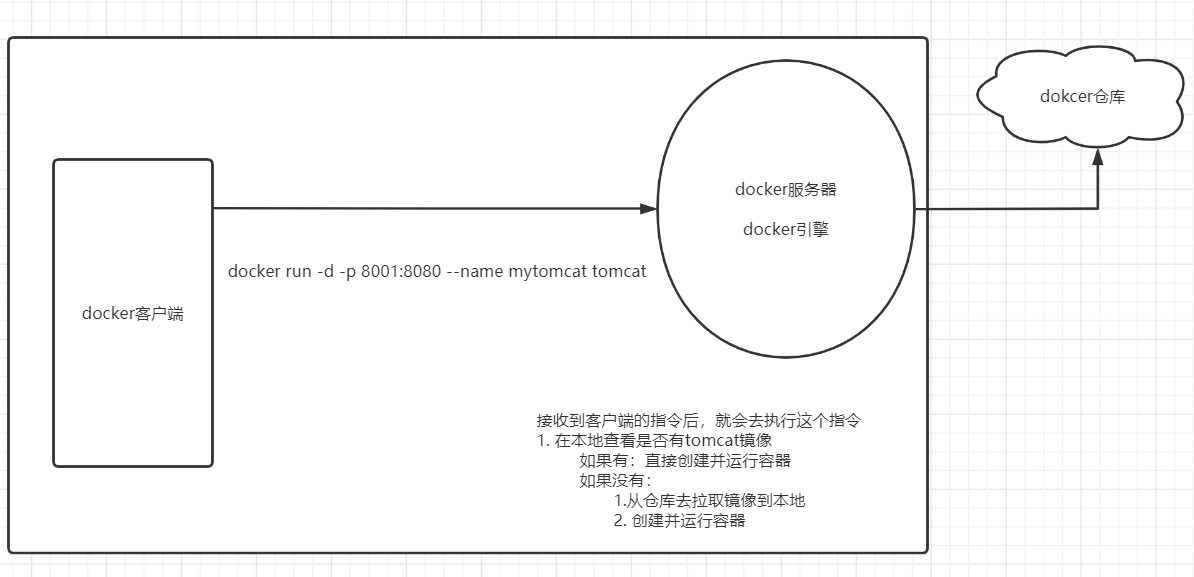 dokcer仓库
docker服务器
docker引擎
docker run -d -p 8001:8080 --name mytomcat tomcat
docker客户端
接收到客户端的指令后，就会去执行这个指令
1. 在本地查看是否有tomcat镜像
如果有：直接创建并运行容器
如果没有：
1.从仓库去拉取镜像到本地
2. 创建并运行容器